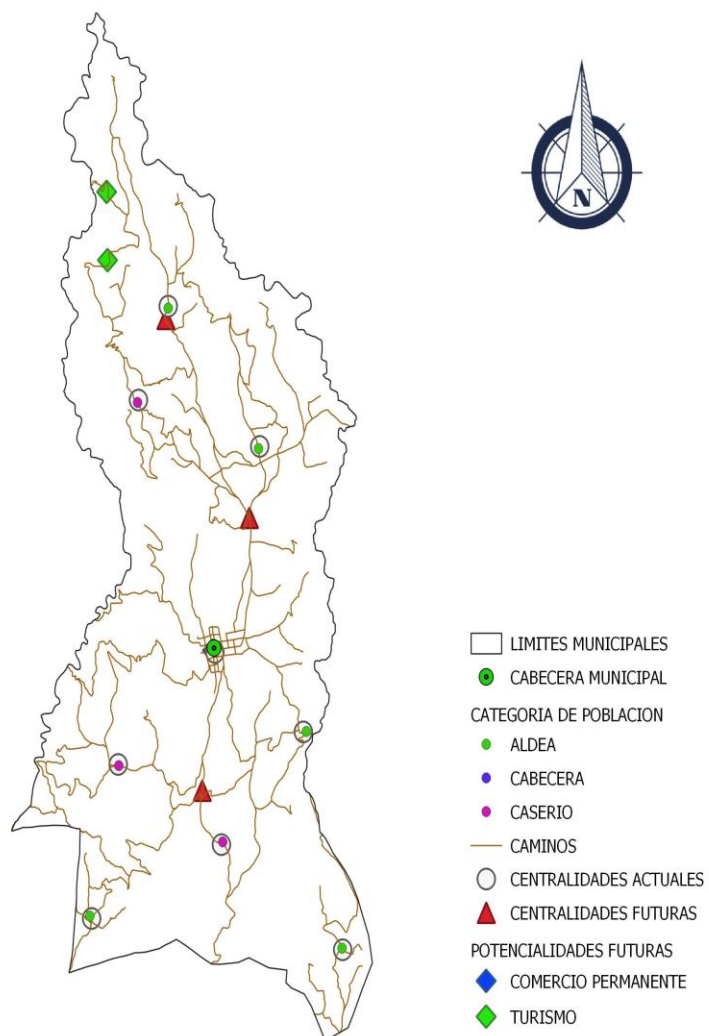 N
LIMITES MUNICIPALES
CABECERA MUNICIPAL
CATEGORIA DE POBLACION
ALDEA
CABECERA
CASERIO
CAMINOS
CENTRALIDADES ACTUALES
CENTRALIDADES FUTURAS
POTENCIALIDADES FUTURAS
COMERCIO PERMANENTE
TURISMO